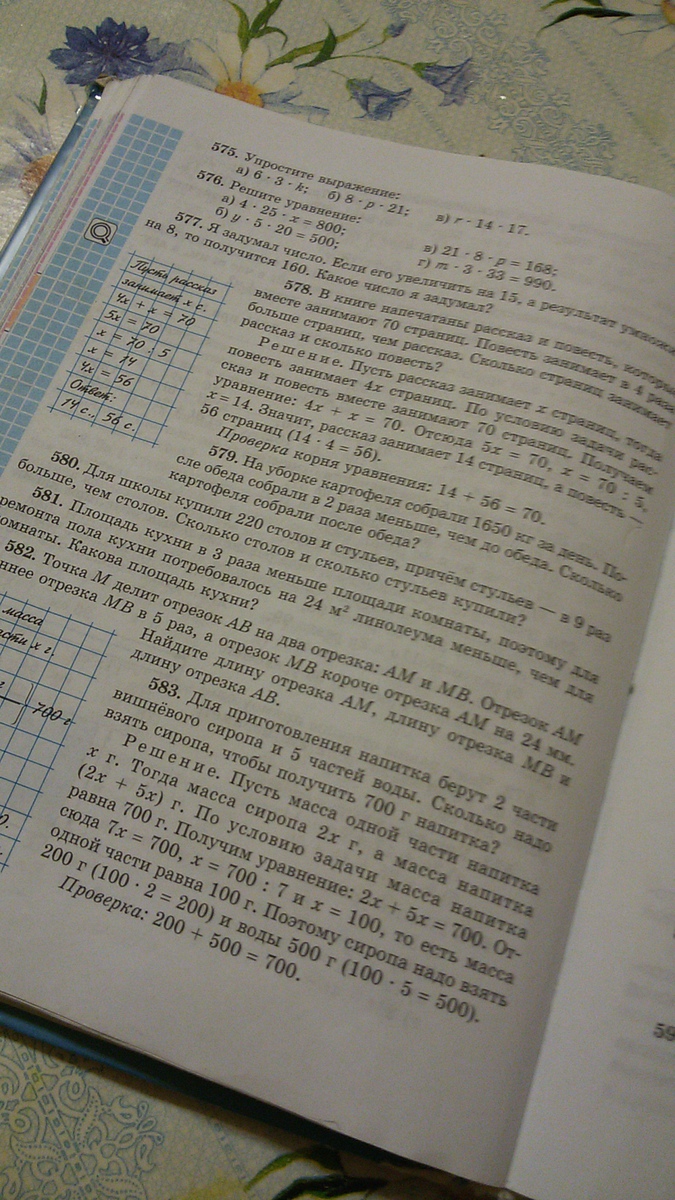 575. Упростите выражение:
а) 6 · 3 · k; б) 8 · p · 21; в) r · 14 · 17.
576. Решите уравнение:
а) 4 · 25 · x = 800; в) 21 · 8 · p = 168;
б) y · 5 · 20 = 500; г) m · 3 · 33 = 990.
577. Я задумал число. Если его увеличить на 15, а результат
на 8, то получится 160. Какое число я задумал?
Пусть рассказ
занимает x с.
4x + x = 70
5x = 70
x = 70 : 5
x = 14
4x = 56
Ответ:
14 с., 56 с.
578. В книге напечатаны рассказ и повесть,
вместе занимают 70 страниц. Повесть занимает в 4 раза
больше страниц, чем рассказ. Сколько страниц занимает
рассказ и сколько повесть?
Решение. Пусть рассказ занимает x страниц, тогда
повесть занимает 4x страниц. По условию задачи рас-
сказ и повесть вместе занимают 70 страниц. Получаем
уравнение: 4x + x = 70. Отсюда 5x = 70, x = 70 : 5,
x = 14. Значит, рассказ занимает 14 страниц, а повесть —
56 страниц (14 · 4 = 56).
Проверка корня уравнения: 14 + 56 = 70.
579. На уборке картофеля собрали 1650 кг за день. По-
сле обеда собрали в 2 раза меньше, чем до обеда. Сколько
картофеля собрали после обеда?
580. Для школы купили 220 столов и стульев, причём стульев — в 9 раз
больше, чем столов. Сколько столов и сколько стульев купили?
581. Площадь кухни в 3 раза меньше площади комнаты, поэтому для
ремонта пола кухни потребовалось на 24 м² линолеума меньше, чем для
омнаты. Какова площадь кухни?
582. Точка M делит отрезок AB на два отрезка: AM и MB. Отрезок AM
ннее отрезка MB в 5 раз, а отрезок MB короче отрезка AM на 24 мм.
Найдите длину отрезка AM, длину отрезка MB и
длину отрезка AB.
масса
сти x г.
г
700 г
583. Для приготовления напитка берут 2 части
вишнёвого сиропа и 5 частей воды. Сколько надо
взять сиропа, чтобы получить 700 г напитка?
Решение. Пусть масса одной части напитка
x г. Тогда масса сиропа 2x г, а масса напитка
(2x + 5x) г. По условию задачи масса напитка
равна 700 г. Получим уравнение: 2x + 5x = 700. От-
сюда 7x = 700, x = 700 : 7 и x = 100, то есть масса
одной части равна 100 г. Поэтому сиропа надо взять
200 г (100 · 2 = 200) и воды 500 г (100 · 5 = 500).
Проверка: 200 + 500 = 700.
59